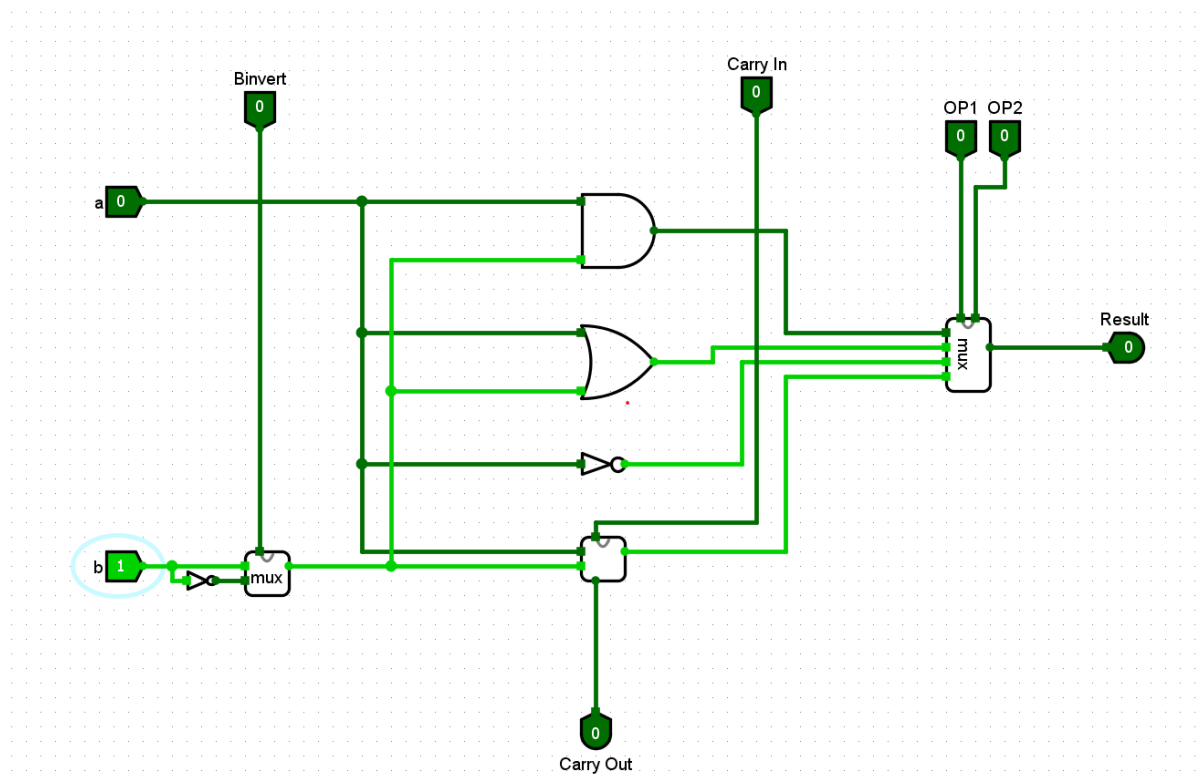 Carry In
Binvert
0
0
OP1 OP2
0 0
a 0
Result
mux
0
b 1
mux
0
Carry Out